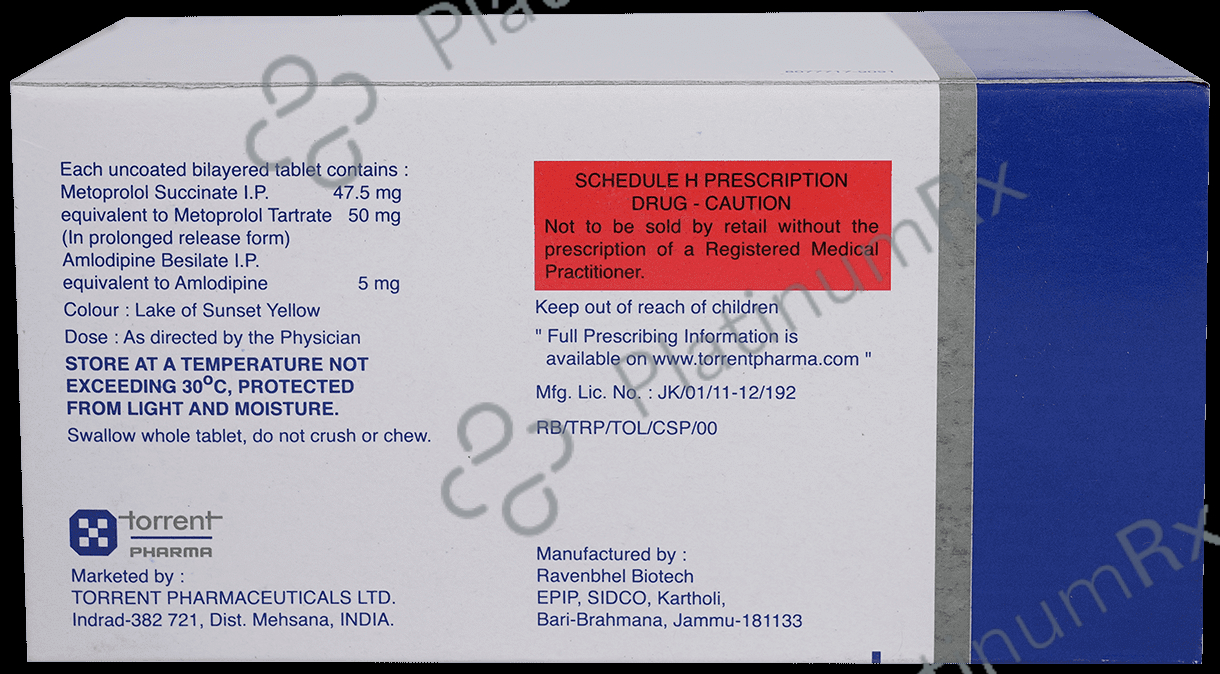 8077717-0001
Each uncoated bilayered tablet contains :
Metoprolol Succinate I.P. 47.5 mg
equivalent to Metoprolol Tartrate 50 mg
(In prolonged release form)
Amlodipine Besilate I.P.
equivalent to Amlodipine 5 mg
Colour : Lake of Sunset Yellow
Dose : As directed by the Physician
STORE AT A TEMPERATURE NOT
EXCEEDING 30°C, PROTECTED
FROM LIGHT AND MOISTURE.
Swallow whole tablet, do not crush or chew.
torrent
PHARMA
Marketed by :
TORRENT PHARMACEUTICALS LTD.
Indrad-382 721, Dist. Mehsana, INDIA.
SCHEDULE H PRESCRIPTION
DRUG - CAUTION
Not to be sold by retail without the
prescription of a Registered Medical
Practitioner.
Keep out of reach of children
" Full Prescribing Information is
available on www.torrentpharma.com "
Mfg. Lic. No. : JK/01/11-12/192
RB/TRP/TOL/CSP/00
Manufactured by :
Ravenbhel Biotech
EPIP, SIDCO, Kartholi,
Bari-Brahmana, Jammu-181133
Plat
PlatinumRx
atinumRx